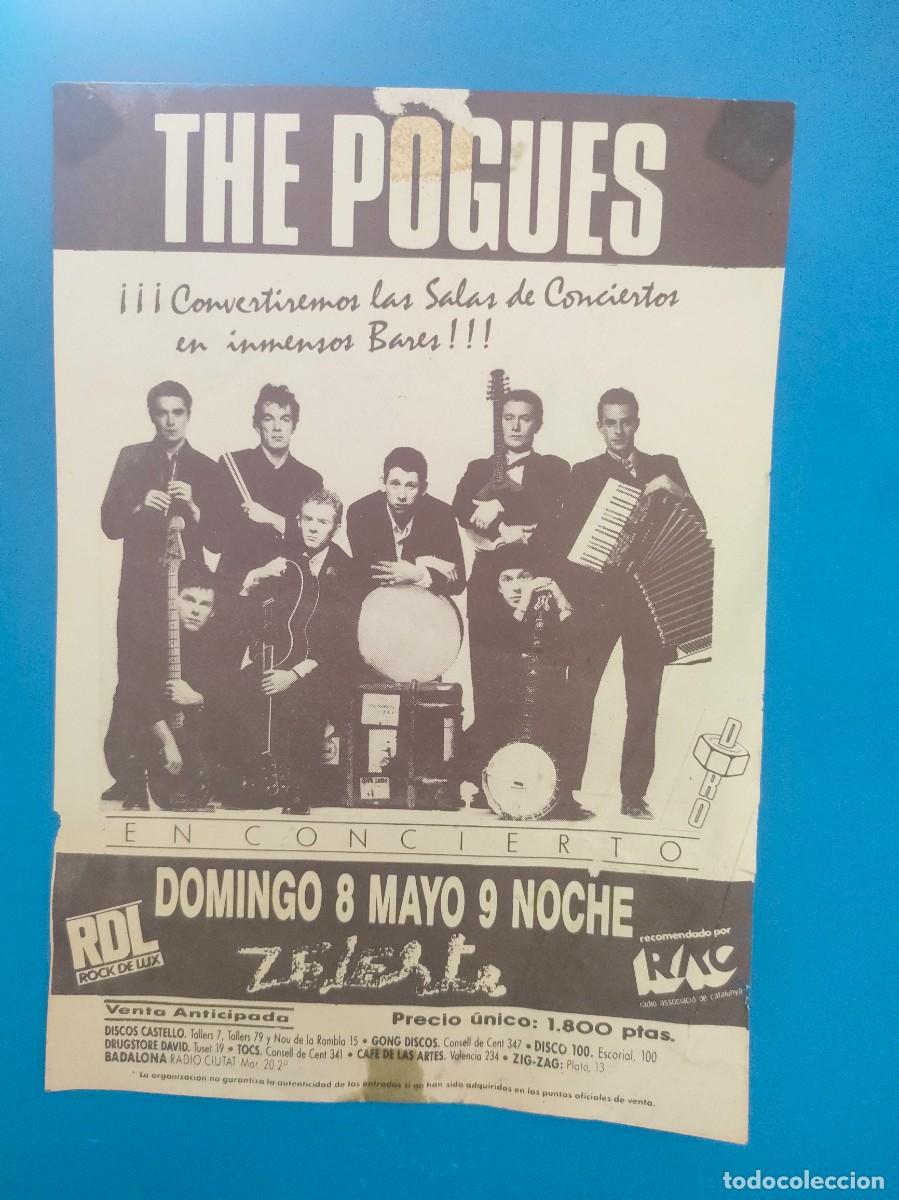 THE POGUES
¡¡¡Convertiremos las Salas de Conciertos
en inmensos Bares!!!
DRO
EN CONCIERTO
DOMINGO 8 MAYO 9 NOCHE
RDL
ROCK DE LUX
Zeleste
recomendado por
RAC
ràdio associació de catalunya
Venta Anticipada
Precio único: 1.800 ptas.
DISCOS CASTELLO. Tallers 7, Tallers 79 y Nou de la Rambla 15 • GONG DISCOS. Consell de Cent 347 • DISCO 100. Escorial, 100
DRUGSTORE DAVID. Tuset 19 • TOCS. Consell de Cent 341 • CAFE DE LAS ARTES. Valencia 234 • ZIG-ZAG: Plató, 13
BADALONA RADIO CIUTAT Mar. 20 2º
La organización no garantiza la autenticidad de las entradas si no han sido adquiridas en los puntos oficiales de venta.
todocoleccion